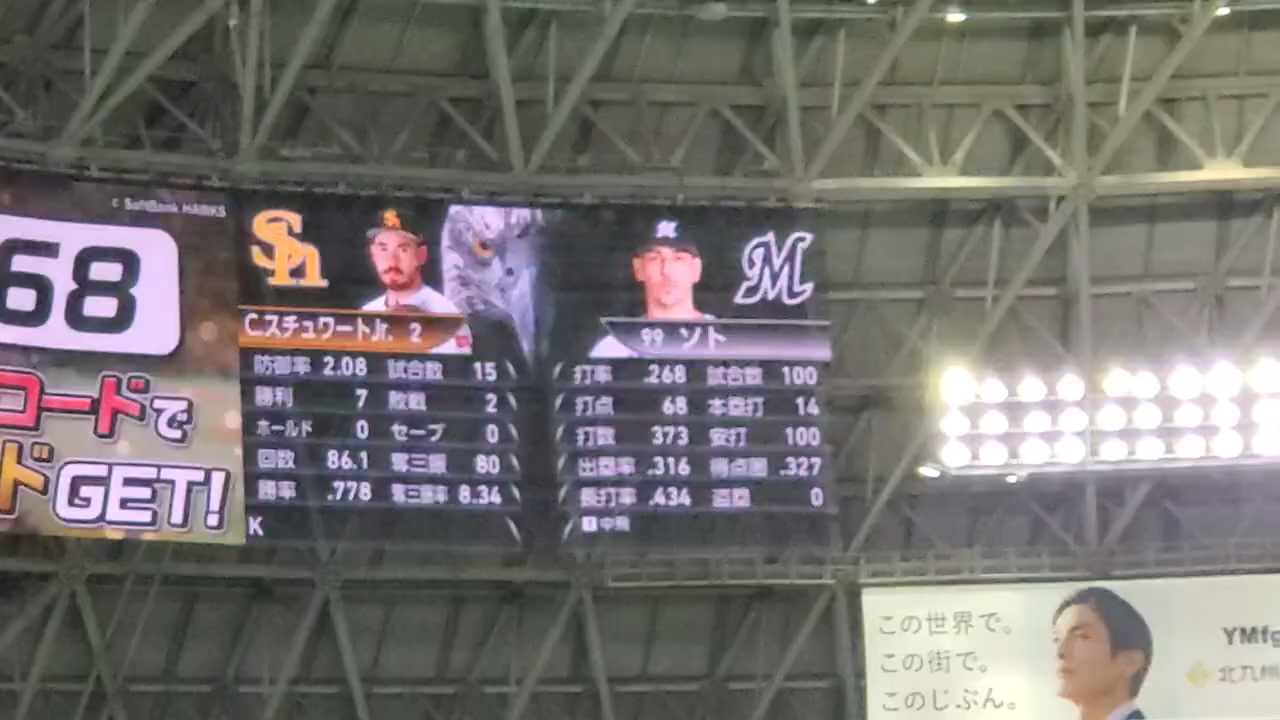 c SoftBank HAWKS
68
コードで
ド GET!
Sh
C.スチュワートJr. 2
防御率 2.08 試合数 15
勝利 7 敗戦 2
ホールド 0 セーブ 0
回数 86.1 奪三振 80
勝率 .778 奪三振率 8.34
K
M
99 ソト
打率 .268 試合数 100
打点 68 本塁打 14
打数 373 安打 100
出塁率 .316 得点圏 .327
長打率 .434 盗塁 0
1 中飛
この世界で。
この街で。
このじぶん。
YMfg
北九州